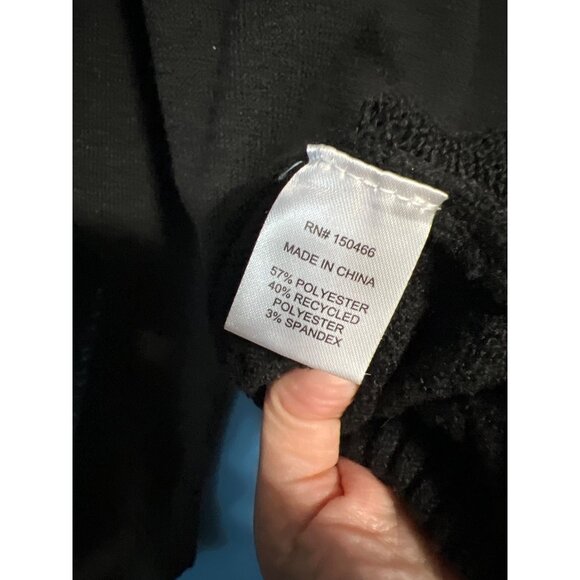 RN# 150466
MADE IN CHINA
57% POLYESTER
40% RECYCLED
POLYESTER
3% SPANDEX